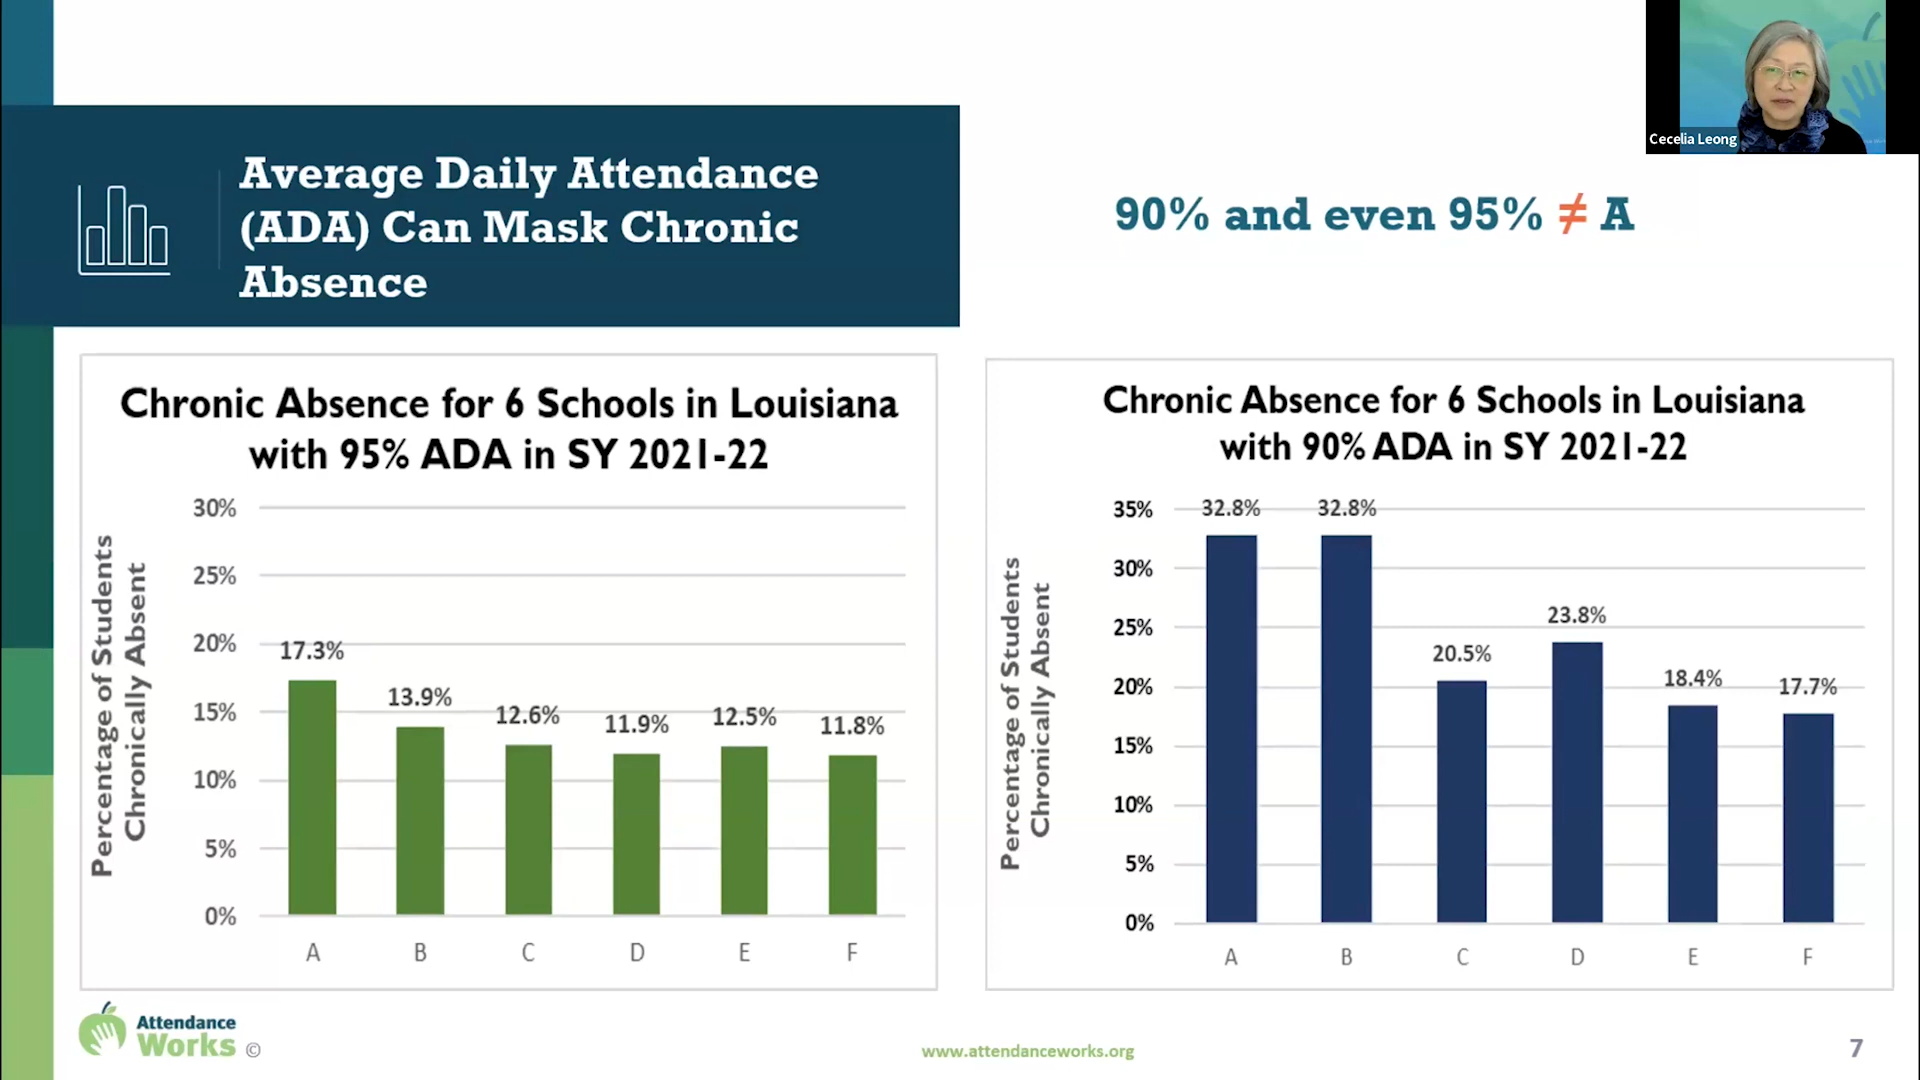 Cecelia Leong
Average Daily Attendance
(ADA) Can Mask Chronic
Absence
90% and even 95% ≠ A
Chronic Absence for 6 Schools in Louisiana
with 95% ADA in SY 2021-22
Percentage of Students
Chronically Absent
30%
25%
20%
15%
10%
5%
0%
17.3%
13.9%
12.6%
11.9%
12.5%
11.8%
A B C D E F
Chronic Absence for 6 Schools in Louisiana
with 90% ADA in SY 2021-22
Percentage of Students
Chronically Absent
35%
30%
25%
20%
15%
10%
5%
0%
32.8%
32.8%
20.5%
23.8%
18.4%
17.7%
A B C D E F
Attendance
Works ©
www.attendanceworks.org
7